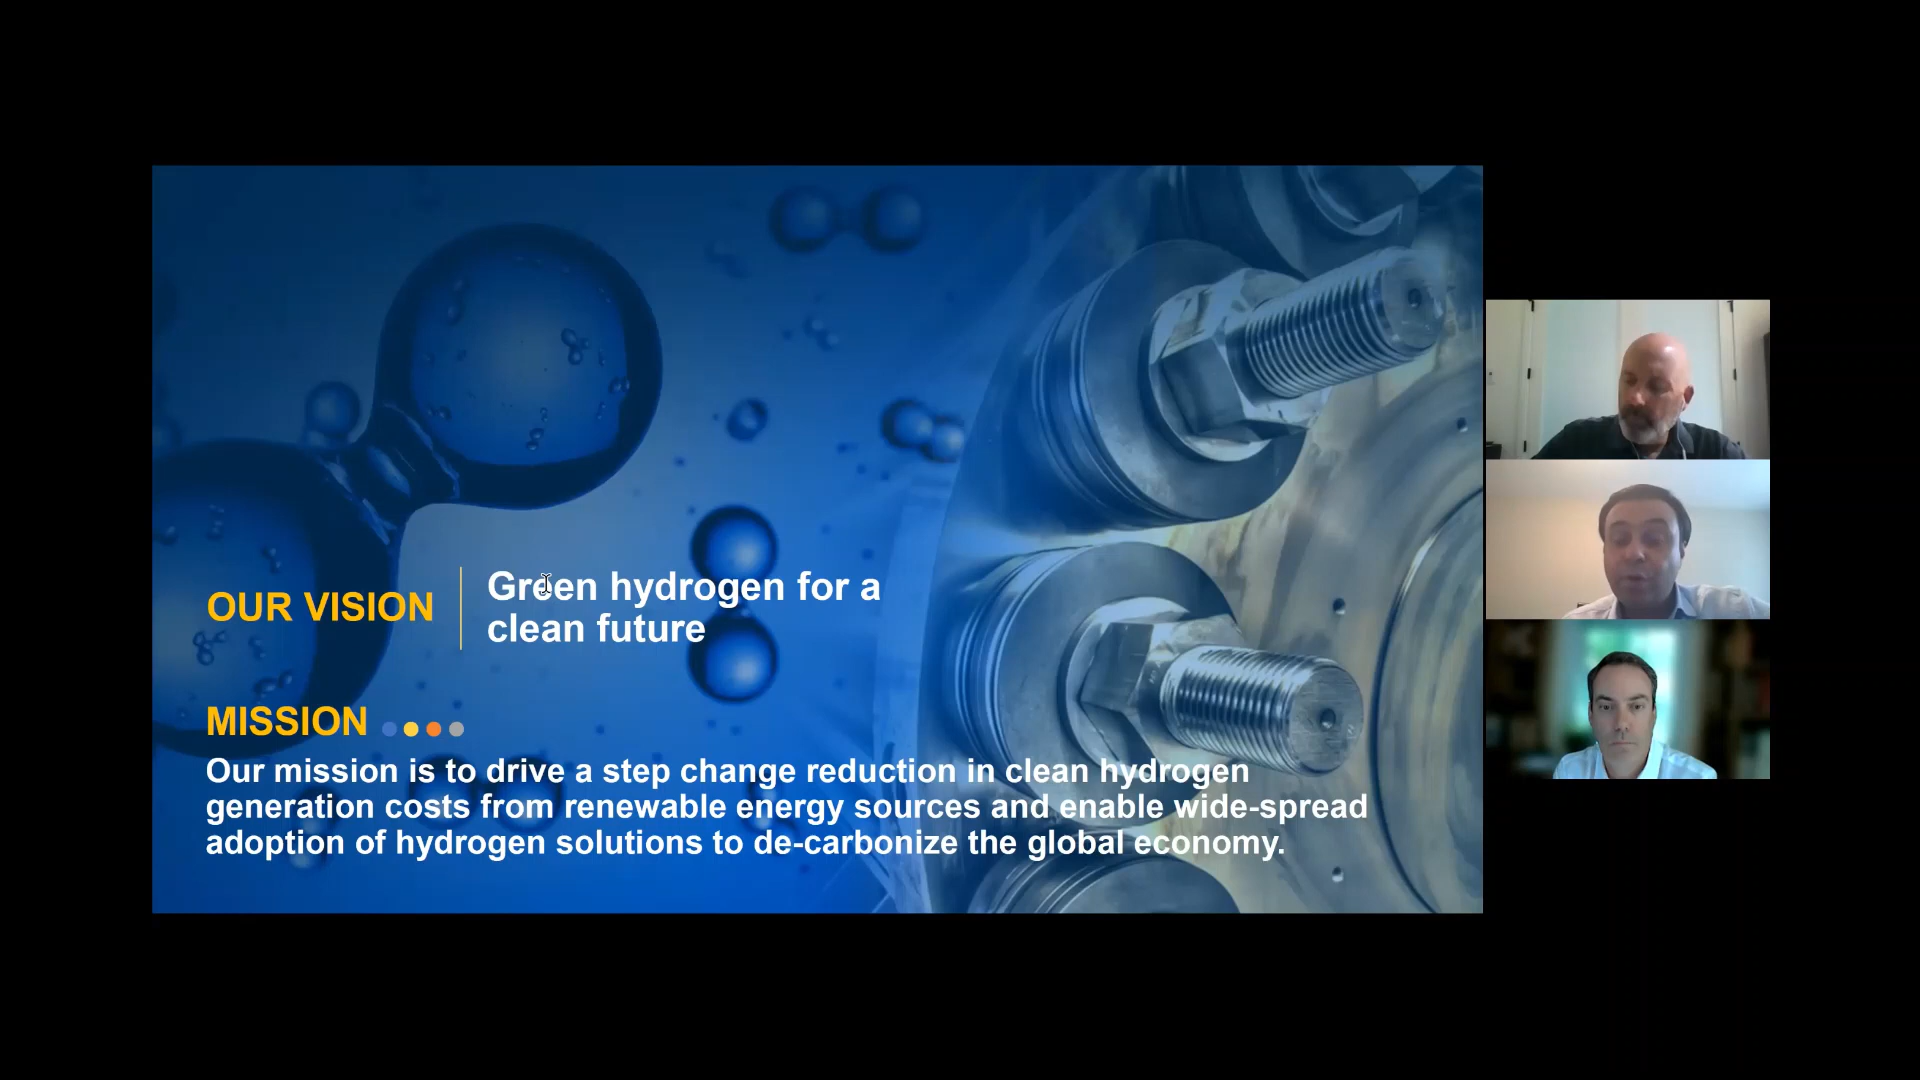 OUR VISION
Green hydrogen for a
clean future
MISSION
Our mission is to drive a step change reduction in clean hydrogen
generation costs from renewable energy sources and enable wide-spread
adoption of hydrogen solutions to de-carbonize the global economy.